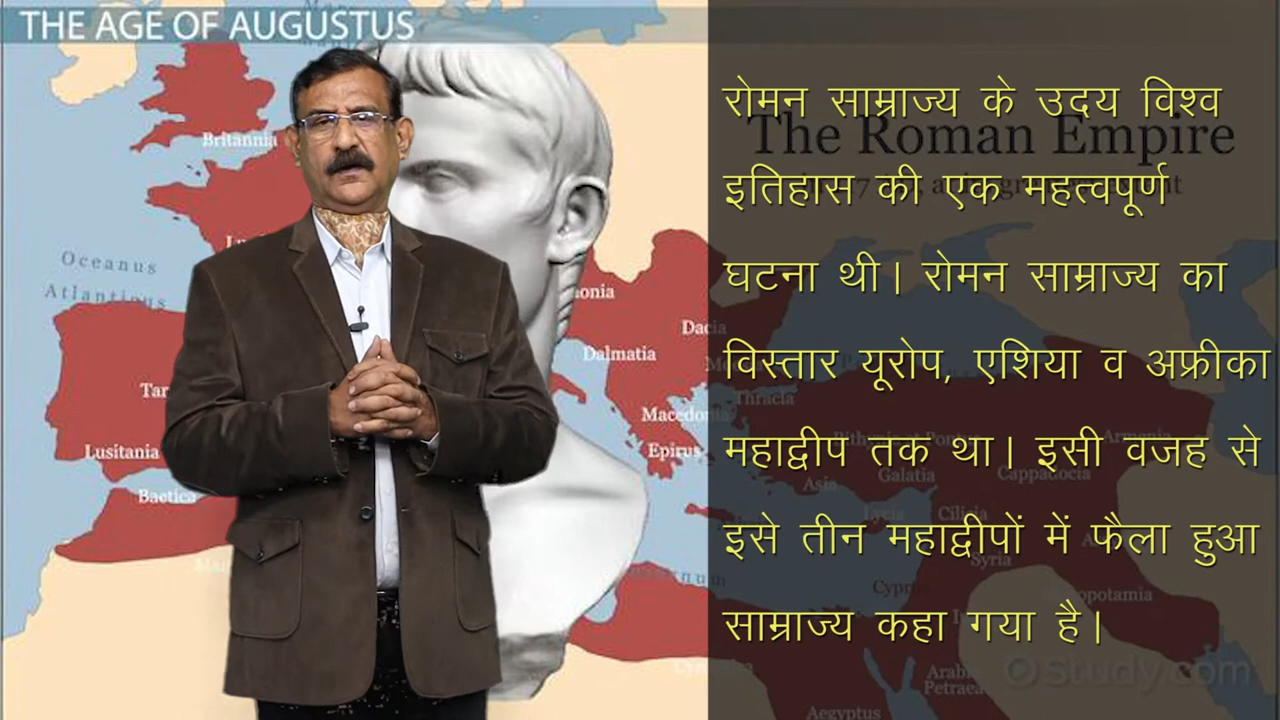 THE AGE OF AUGUSTUS
रोमन साम्राज्य के उदय विश्व
इतिहास की एक महत्वपूर्ण
घटना थी। रोमन साम्राज्य का
विस्तार यूरोप, एशिया व अफ्रीका
महाद्वीप तक था। इसी वजह से
इसे तीन महाद्वीपों में फैला हुआ
साम्राज्य कहा गया है।
The Roman Empire
Britannia
Oceanus
Atlanticus
Lusitania
Baetica
Dacia
Dalmatia
Macedonia
Epirus
Thracia
Asia
Galatia
Cappadocia
Armenia
Lycia
Cilicia
Syria
Arabia
Petraea
Aegyptus
Study.com